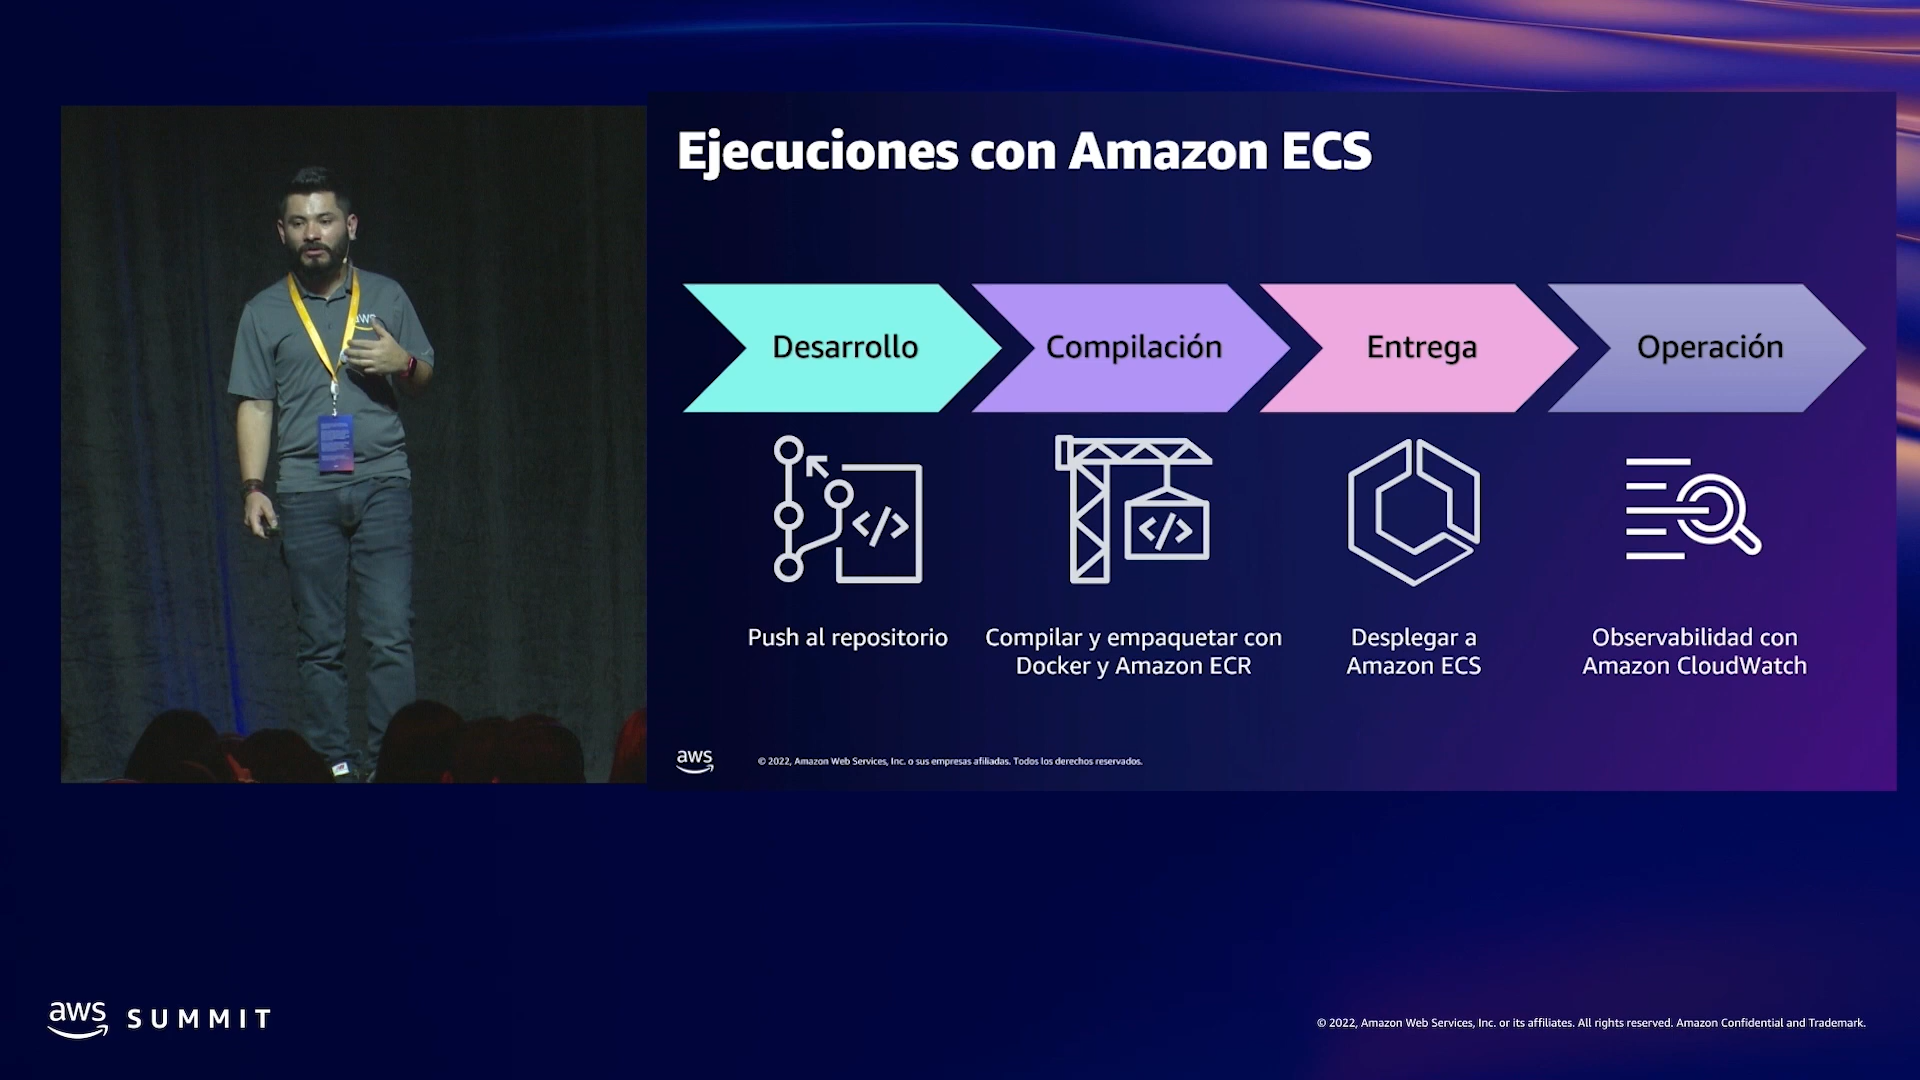 Ejecuciones con Amazon ECS
Desarrollo
Compilación
Entrega
Operación
Push al repositorio
Compilar y empaquetar con
Docker y Amazon ECR
Desplegar a
Amazon ECS
Observabilidad con
Amazon CloudWatch
aws
© 2022, Amazon Web Services, Inc. o sus empresas afiliadas. Todos los derechos reservados.
aws
aws SUMMIT
© 2022, Amazon Web Services, Inc. or its affiliates. All rights reserved. Amazon Confidential and Trademark.